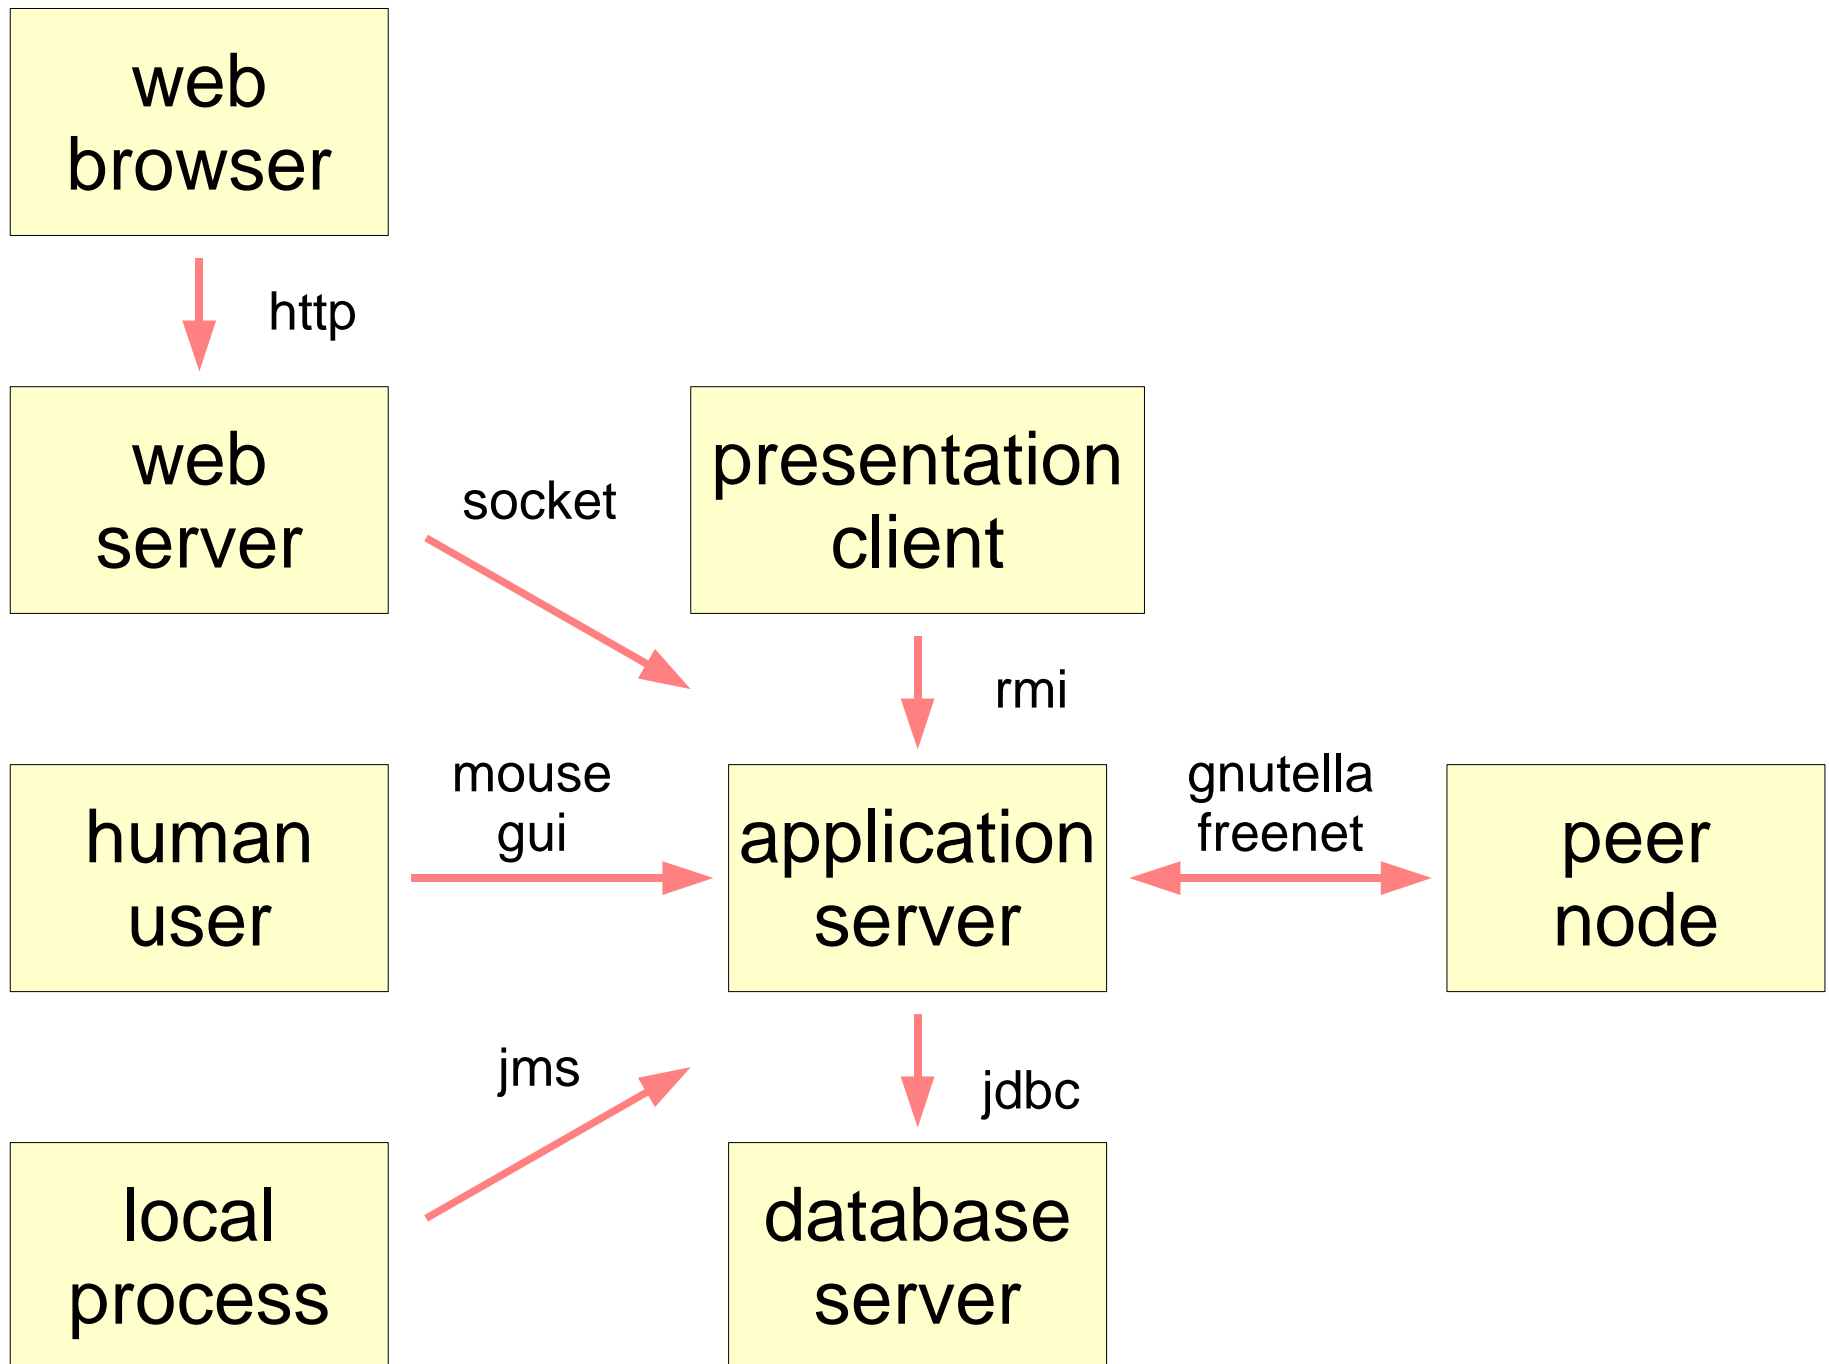 web
browser
http
web
server
socket
presentation
client
rmi
human
user
mouse
gui
application
server
gnutella
freenet
peer
node
jms
jdbc
local
process
database
server